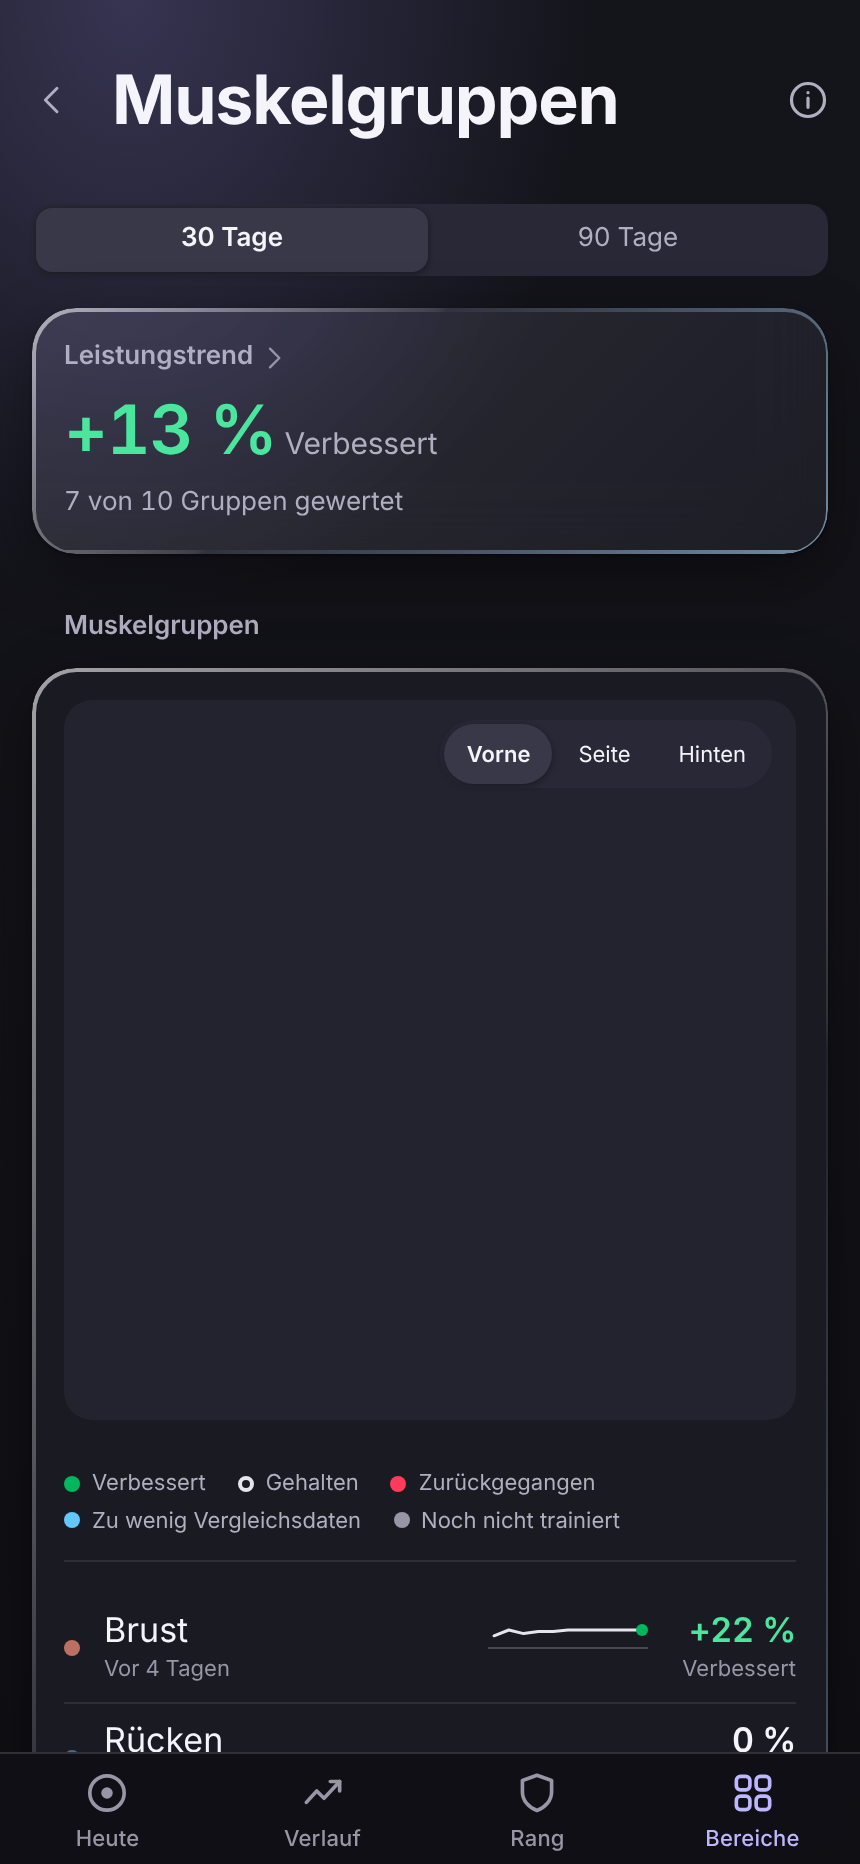 Muskelgruppen
30 Tage
90 Tage
Leistungstrend
+13 % Verbessert
7 von 10 Gruppen gewertet
Muskelgruppen
Vorne
Seite
Hinten
Verbessert
Gehalten
Zurückgegangen
Zu wenig Vergleichsdaten
Noch nicht trainiert
Brust
+22 %
Vor 4 Tagen
Verbessert
Rücken
0 %
Heute
Verlauf
Rang
Bereiche